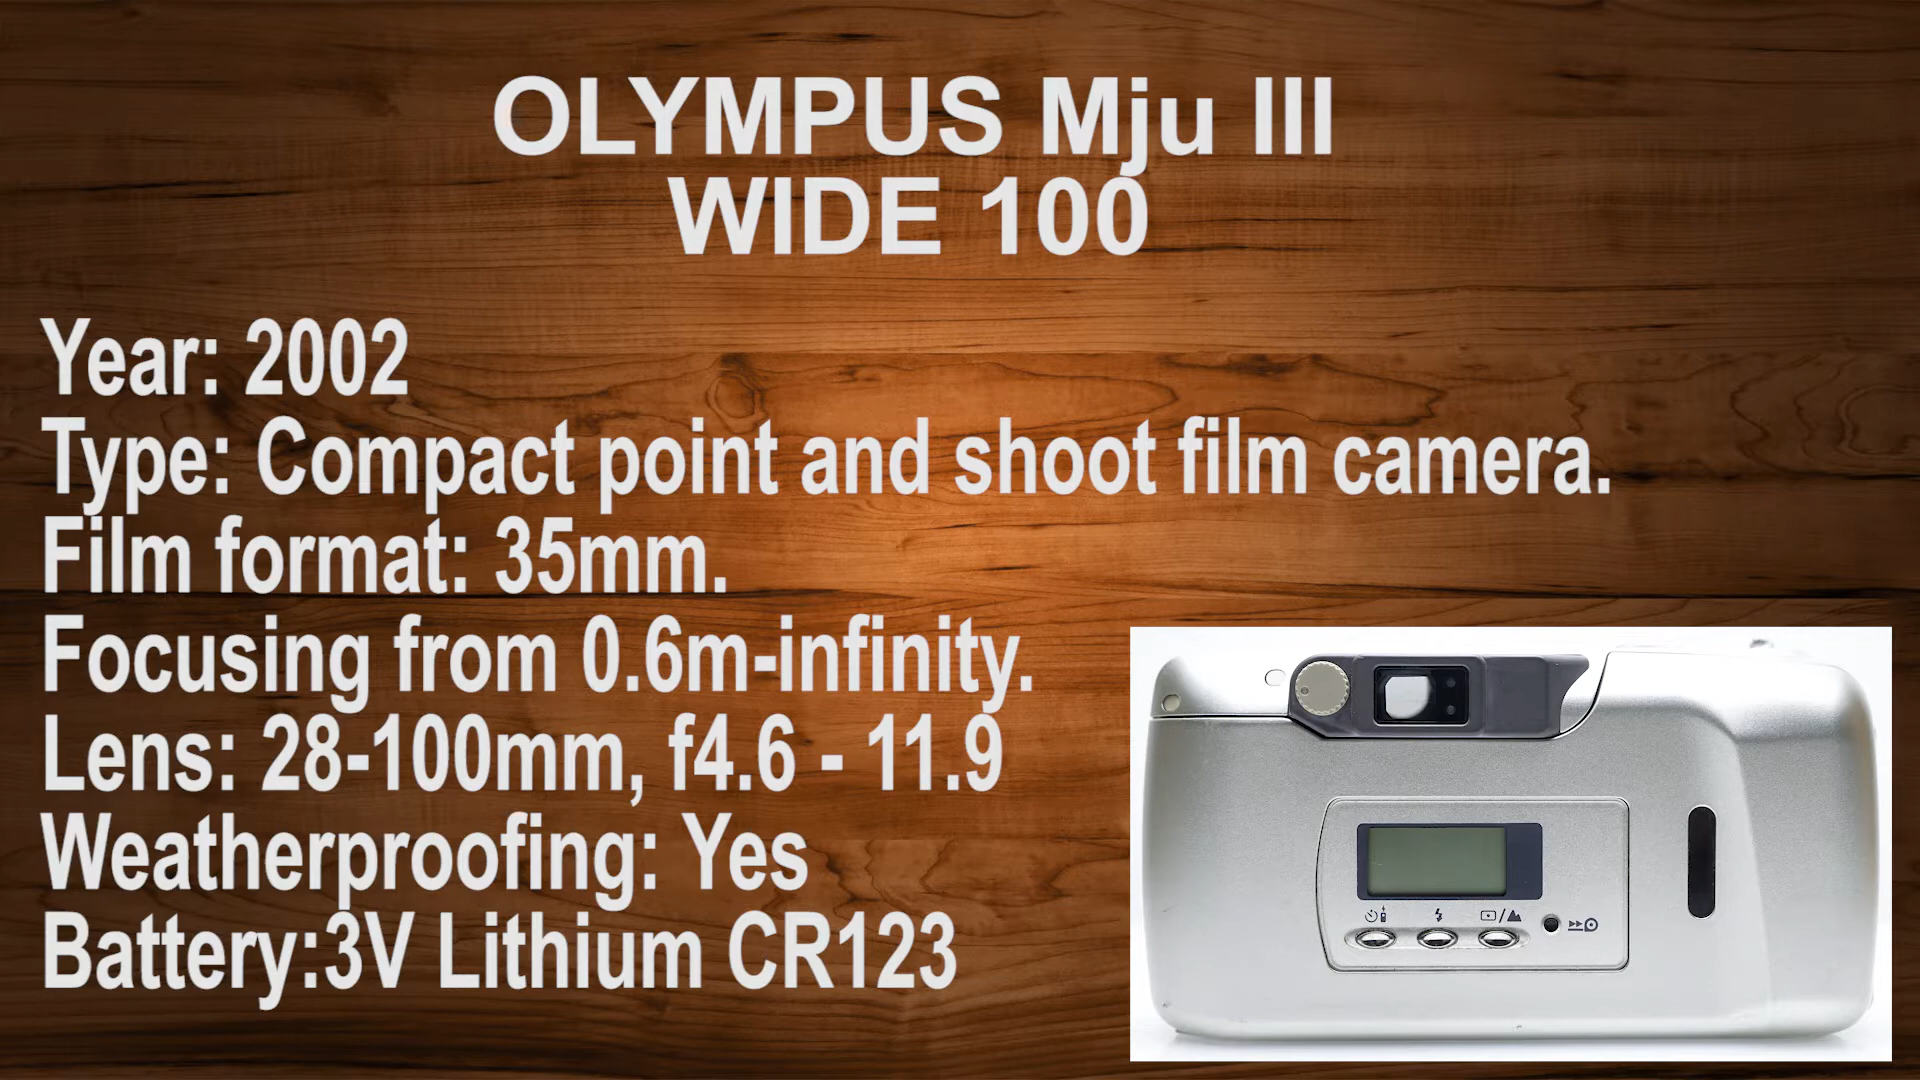 OLYMPUS Mju III
WIDE 100
Year: 2002
Type: Compact point and shoot film camera.
Film format: 35mm.
Focusing from 0.6m-infinity.
Lens: 28-100mm, f4.6 - 11.9
Weatherproofing: Yes
Battery:3V Lithium CR123